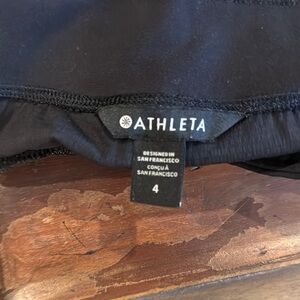 ATHLETA
DESIGNED IN
SAN FRANCISCO
CONÇU À
SAN FRANCISCO
4